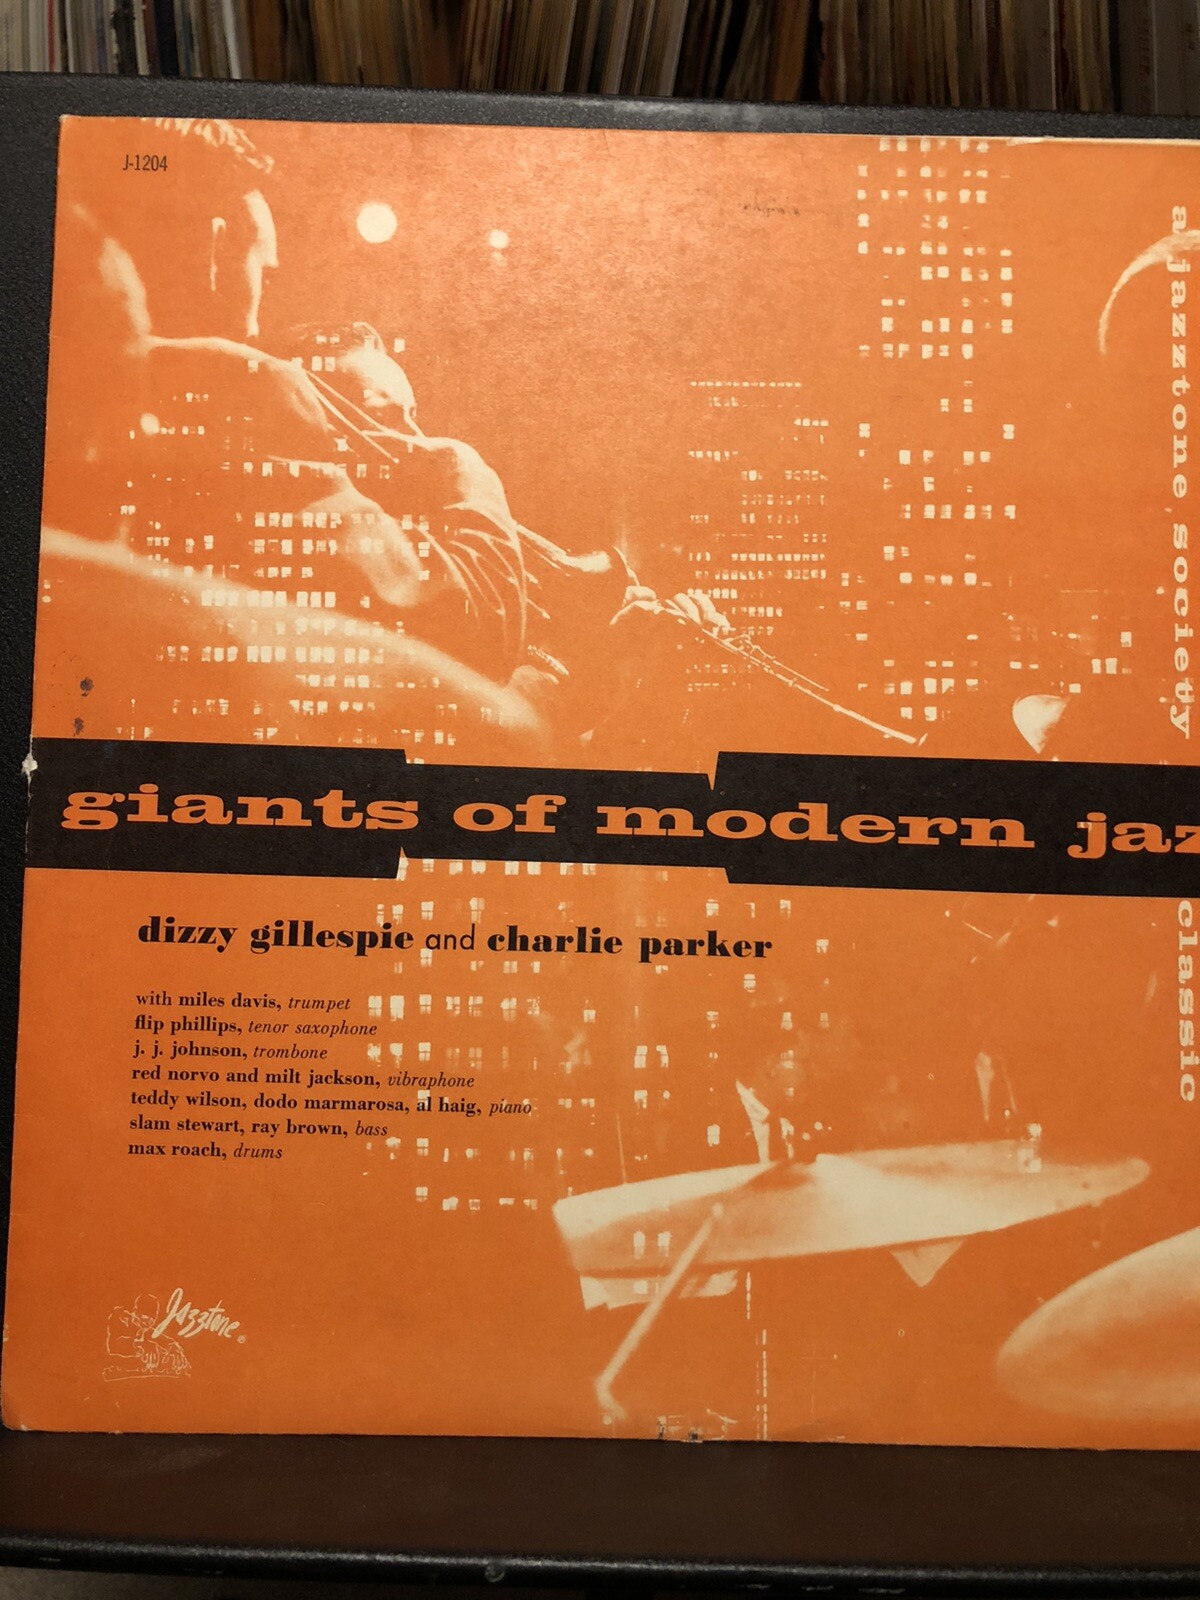 J-1204
a jazztone society
giants of modern jaz
classic
dizzy gillespie and charlie parker
with miles davis, trumpet
flip phillips, tenor saxophone
j. j. johnson, trombone
red norvo and milt jackson, vibraphone
teddy wilson, dodo marmarosa, al haig, piano
slam stewart, ray brown, bass
max roach, drums
Jazztone ®